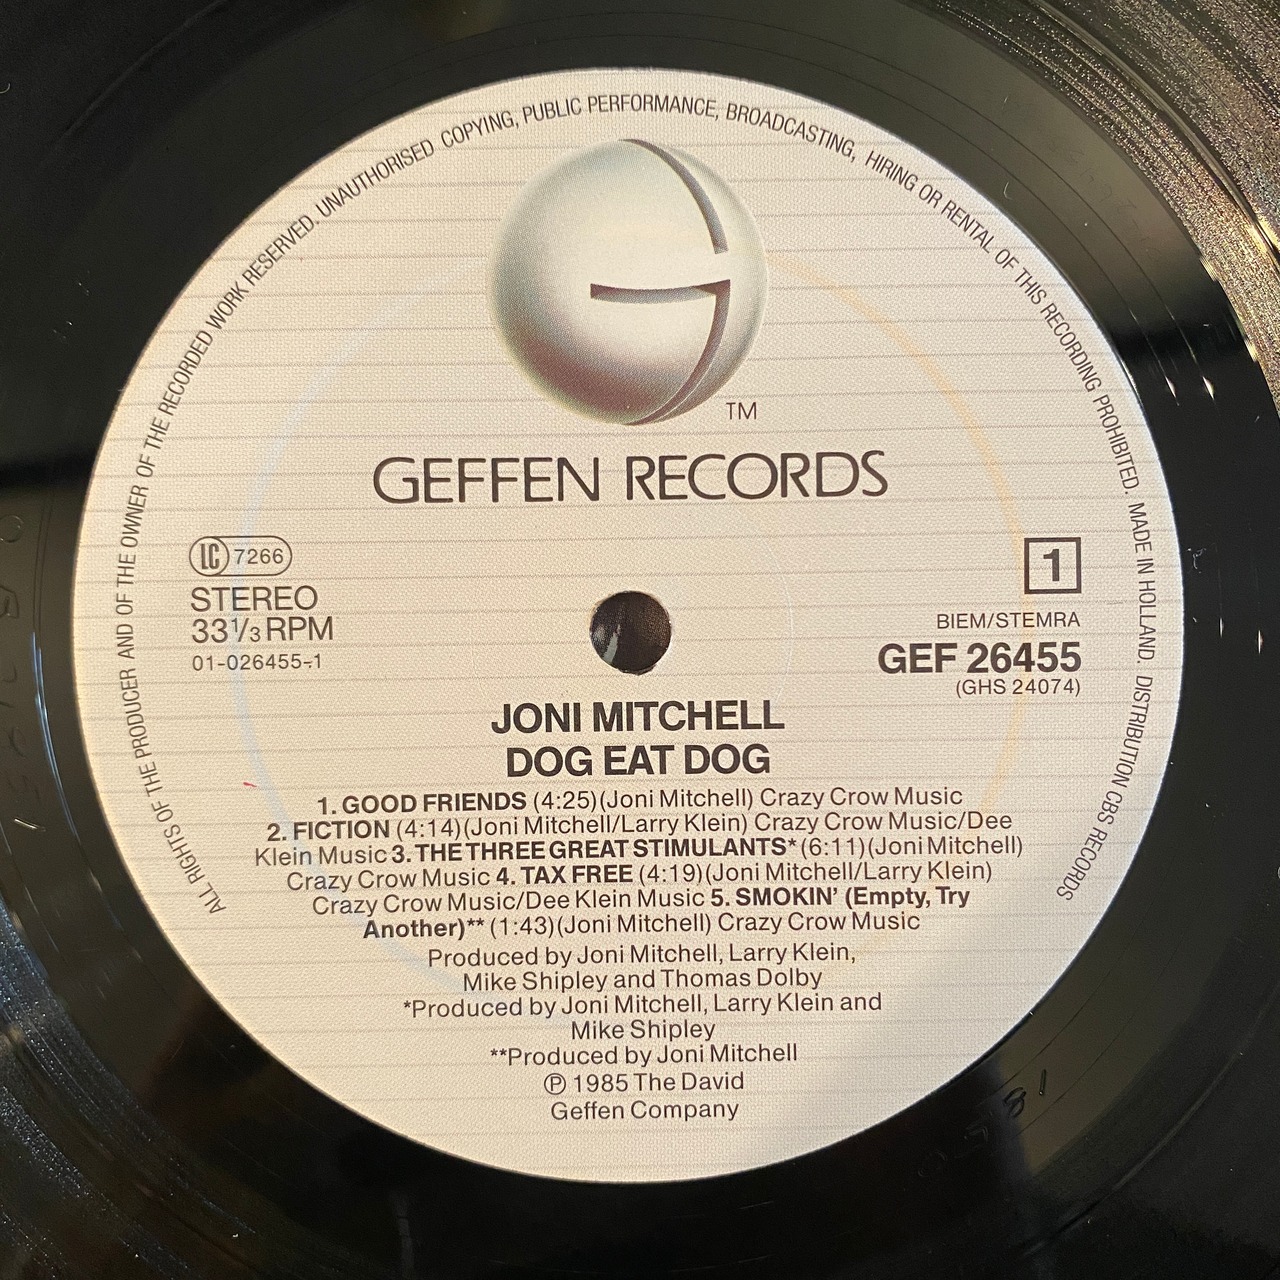 ALL RIGHTS OF THE PRODUCER AND OF THE OWNER OF THE RECORDED WORK RESERVED. UNAUTHORISED COPYING, PUBLIC PERFORMANCE, BROADCASTING, HIRING OR RENTAL OF THIS RECORDING PROHIBITED. MADE IN HOLLAND. DISTRIBUTION CBS RECORDS
G
TM
GEFFEN RECORDS
LC 7266
STEREO
33 1/3 RPM
01-026455-1
1
BIEM/STEMRA
GEF 26455
(GHS 24074)
JONI MITCHELL
DOG EAT DOG
1. GOOD FRIENDS (4:25)(Joni Mitchell) Crazy Crow Music
2. FICTION (4:14)(Joni Mitchell/Larry Klein) Crazy Crow Music/Dee
Klein Music 3. THE THREE GREAT STIMULANTS* (6:11)(Joni Mitchell)
Crazy Crow Music 4. TAX FREE (4:19)(Joni Mitchell/Larry Klein)
Crazy Crow Music/Dee Klein Music 5. SMOKIN' (Empty, Try
Another)** (1:43)(Joni Mitchell) Crazy Crow Music
Produced by Joni Mitchell, Larry Klein,
Mike Shipley and Thomas Dolby
*Produced by Joni Mitchell, Larry Klein and
Mike Shipley
**Produced by Joni Mitchell
℗ 1985 The David
Geffen Company